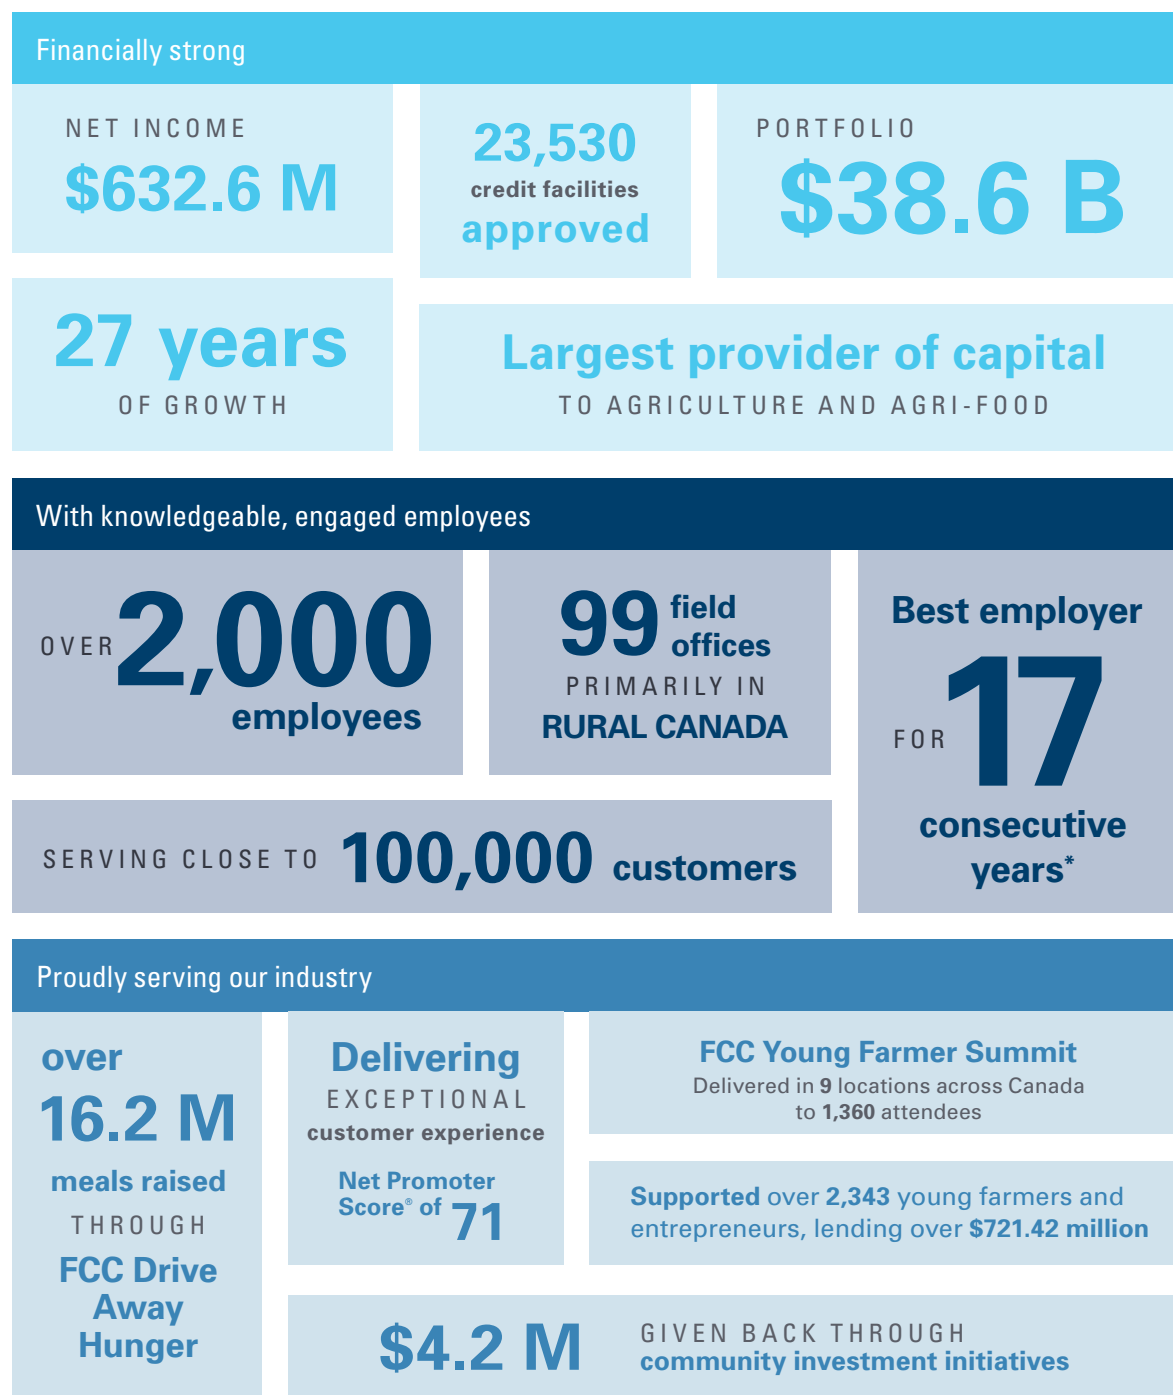 Financially strong
NET INCOME
$632.6 M
23,530
credit facilities
approved
PORTFOLIO
$38.6 B
27 years
OF GROWTH
Largest provider of capital
TO AGRICULTURE AND AGRI-FOOD
With knowledgeable, engaged employees
OVER 2,000
employees
99 field
offices
PRIMARILY IN
RURAL CANADA
Best employer
FOR 17
consecutive
years*
SERVING CLOSE TO 100,000 customers
Proudly serving our industry
over
16.2 M
meals raised
THROUGH
FCC Drive
Away
Hunger
Delivering
EXCEPTIONAL
customer experience
Net Promoter
Score® of 71
FCC Young Farmer Summit
Delivered in 9 locations across Canada
to 1,360 attendees
Supported over 2,343 young farmers and
entrepreneurs, lending over $721.42 million
$4.2 M
GIVEN BACK THROUGH
community investment initiatives